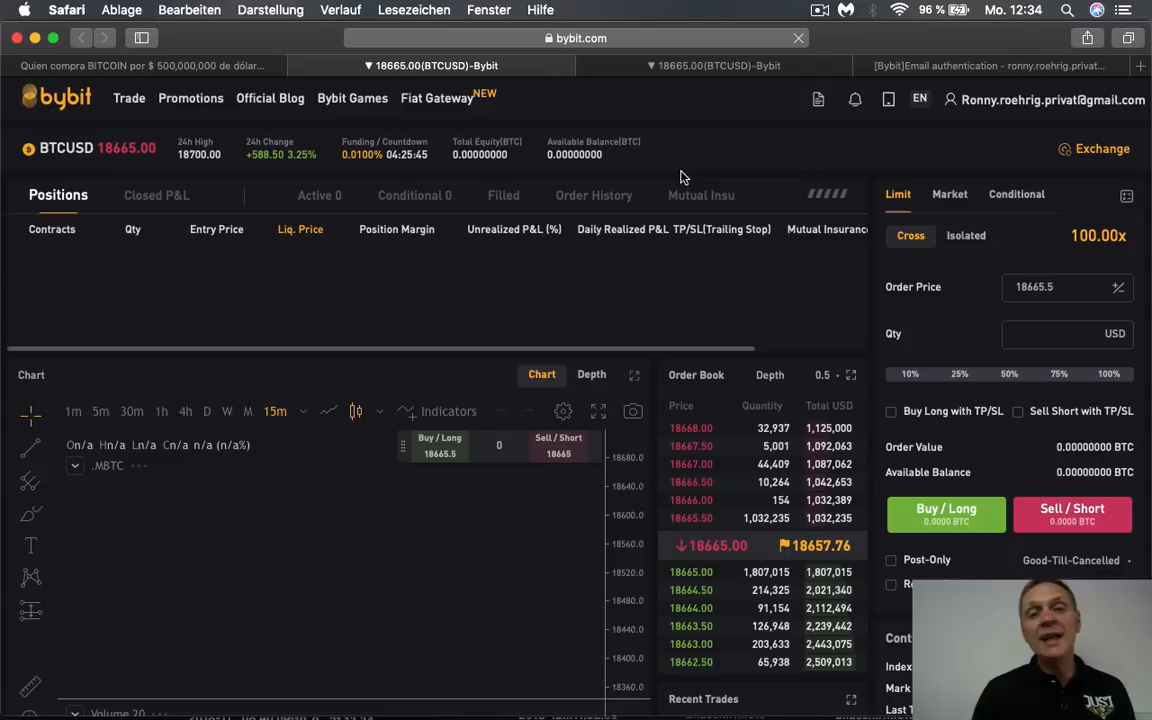 Safari Ablage Bearbeiten Darstellung Verlauf Lesezeichen Fenster Hilfe 96 % Mo. 12:34
bybit.com
Quien compra BITCOIN por $ 500,000,000 de dólar... ▼ 18665.00(BTCUSD)-Bybit ▼ 18665.00(BTCUSD)-Bybit [Bybit]Email authentication - ronny.roehrig.privat...
bybit Trade Promotions Official Blog Bybit Games Fiat Gateway NEW EN Ronny.roehrig.privat@gmail.com
24h High 24h Change Funding / Countdown Total Equity(BTC) Available Balance(BTC)
BTCUSD 18665.00 18700.00 +588.50 3.25% 0.0100% 04:25:45 0.00000000 0.00000000 Exchange
Positions Closed P&L Active 0 Conditional 0 Filled Order History Mutual Insu
Contracts Qty Entry Price Liq. Price Position Margin Unrealized P&L (%) Daily Realized P&L TP/SL(Trailing Stop) Mutual Insurance
Limit Market Conditional
Cross Isolated 100.00x
Order Price 18665.5
Qty USD
10% 25% 50% 75% 100%
Buy Long with TP/SL Sell Short with TP/SL
Order Value 0.00000000 BTC
Available Balance 0.00000000 BTC
Buy / Long Sell / Short
0.0000 BTC 0.0000 BTC
Post-Only Good-Till-Cancelled
Index
Mark
Chart Chart Depth
1m 5m 30m 1h 4h D W M 15m Indicators
On/a Hn/a Ln/a Cn/a n/a (n/a%)
.MBTC
Buy / Long 0 Sell / Short
18665.5 18665
18680.0
18640.0
18600.0
18560.0
18520.0
18480.0
18440.0
18400.0
18360.0
Volume 20
Order Book Depth 0.5
Price Quantity Total USD
18668.00 32,937 1,125,000
18667.50 5,001 1,092,063
18667.00 44,409 1,087,062
18666.50 10,264 1,042,653
18666.00 154 1,032,389
18665.50 1,032,235 1,032,235
18665.00 18657.76
18665.00 1,807,015 1,807,015
18664.50 214,325 2,021,340
18664.00 91,154 2,112,494
18663.50 126,948 2,239,442
18663.00 203,633 2,443,075
18662.50 65,938 2,509,013
Recent Trades
JUST